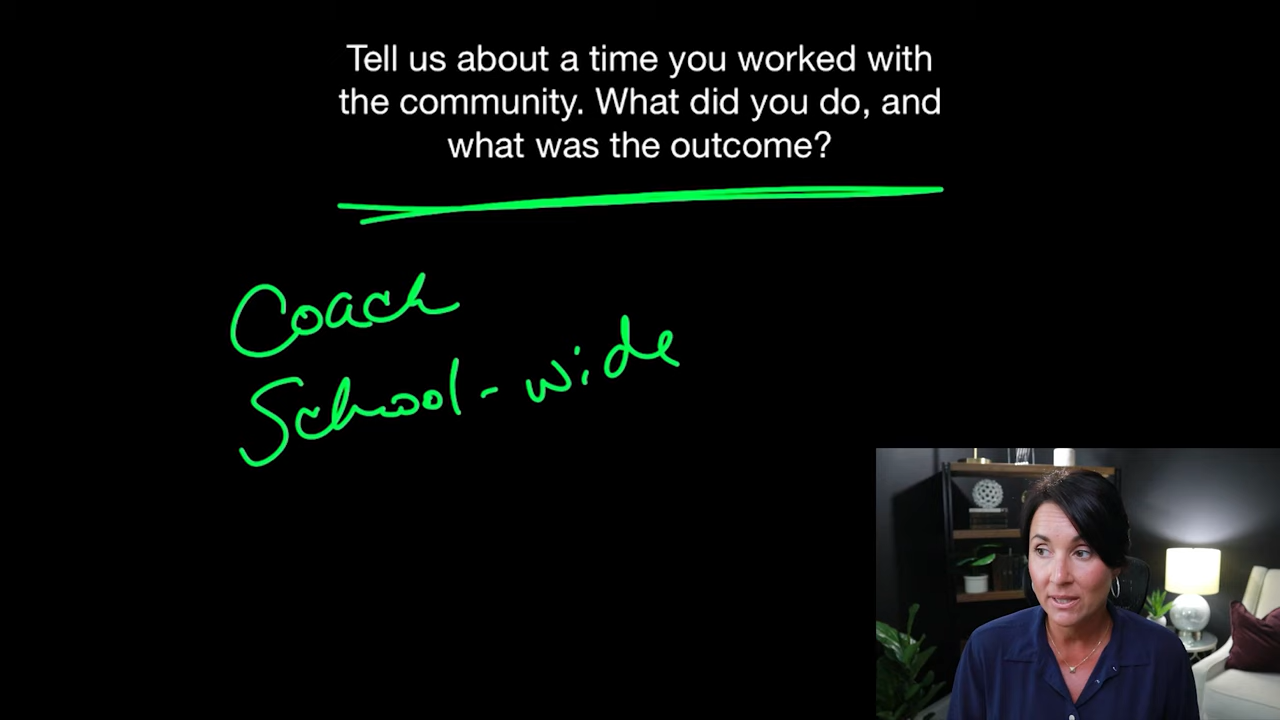 Tell us about a time you worked with
the community. What did you do, and
what was the outcome?
Coach
School-wide